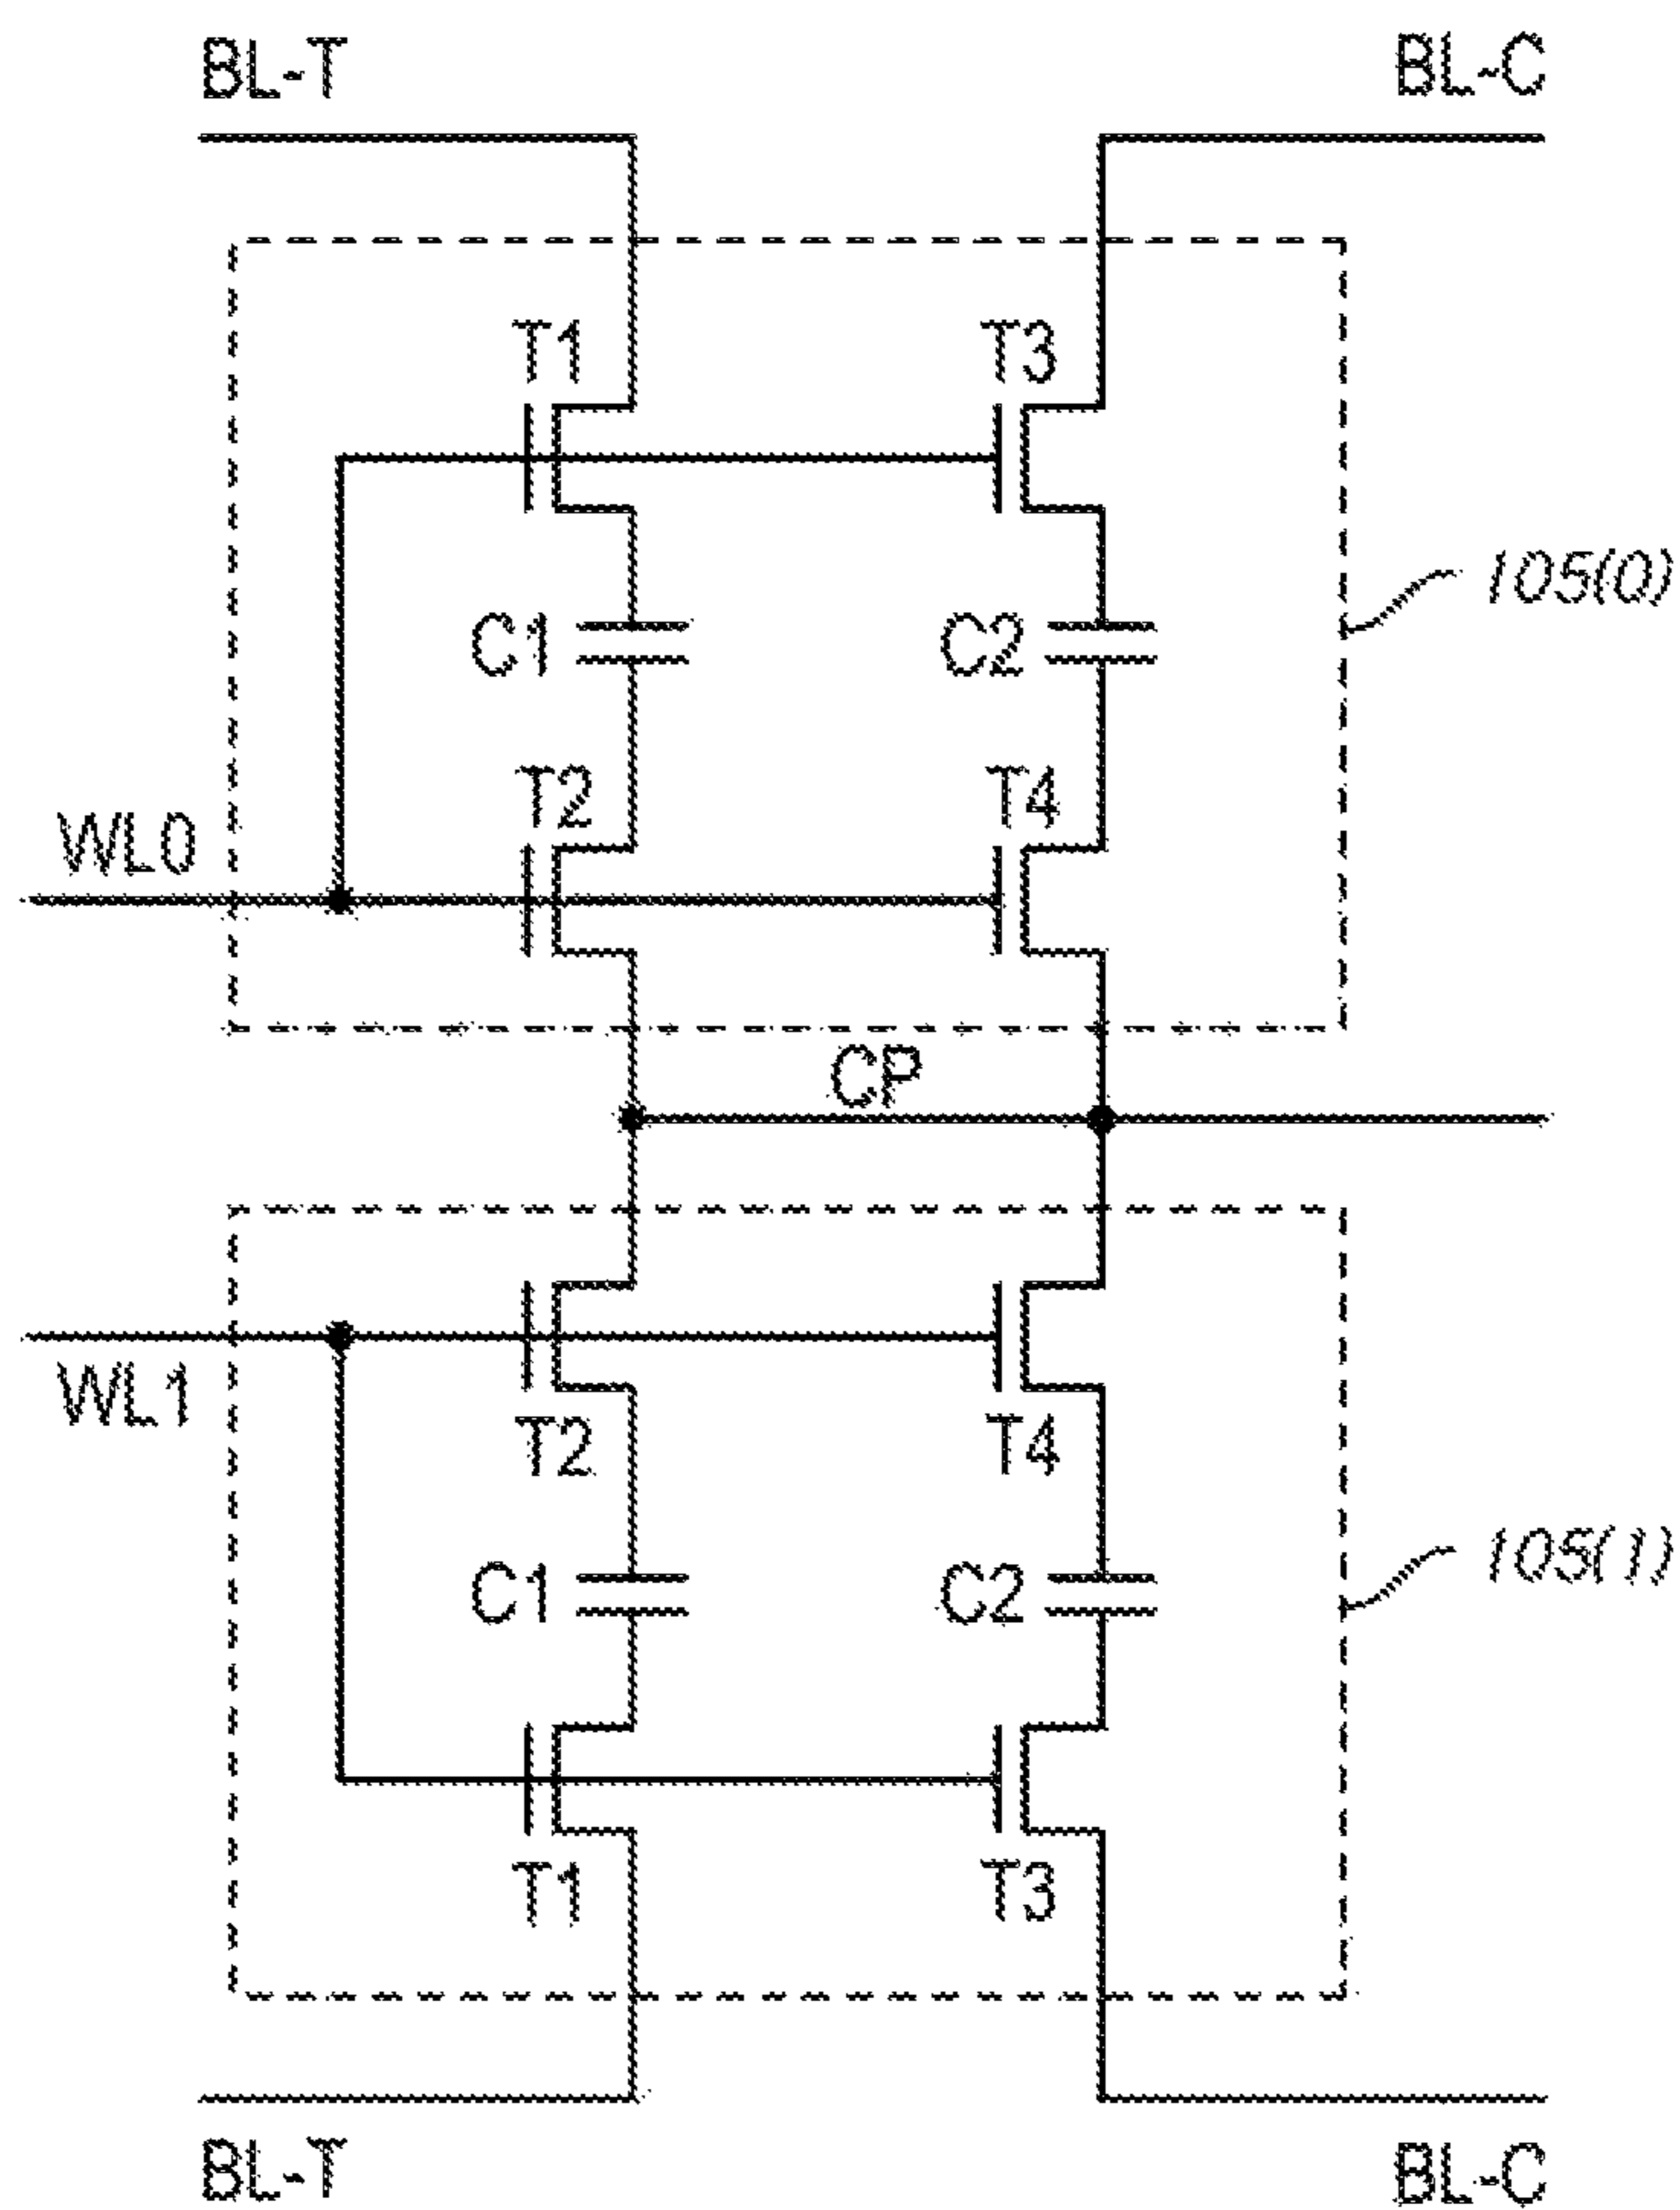 BL-T BL-C
T1 T3
105(0)
C1 C2
T2 T4
WL0
CP
WL1
T2 T4
C1 C2
105(1)
T1 T3
BL-T BL-C